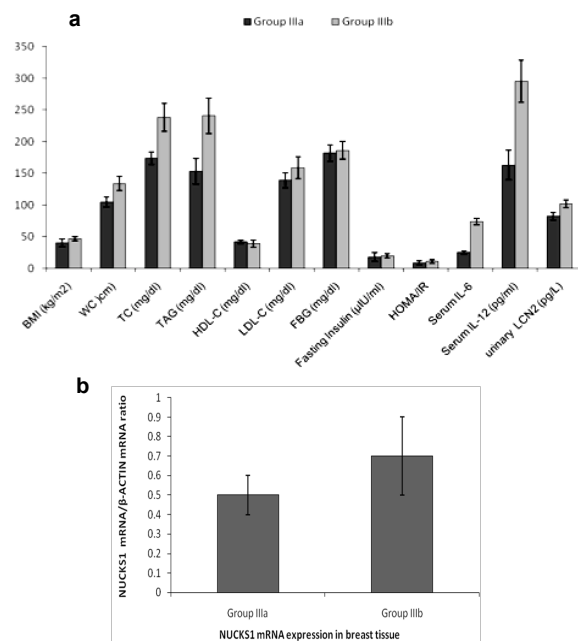 a
Group IIIa Group IIIb
350
300
250
200
150
100
50
0
BMI (kg/m2)
WC )cm)
TC (mg/dl)
TAG (mg/dl)
HDL-C (mg/dl)
LDL-C (mg/dl)
FBG (mg/dl)
Fasting Insulin (µIU/ml)
HOMA/IR
Serum IL-6
Serum IL-12 (pg/ml)
urinary LCN2 (pg/L)
b
NUCKS1 mRNA/β-ACTIN mRNA ratio
1
0.9
0.8
0.7
0.6
0.5
0.4
0.3
0.2
0.1
0
Group IIIa Group IIIb
NUCKS1 mRNA expression in breast tissue